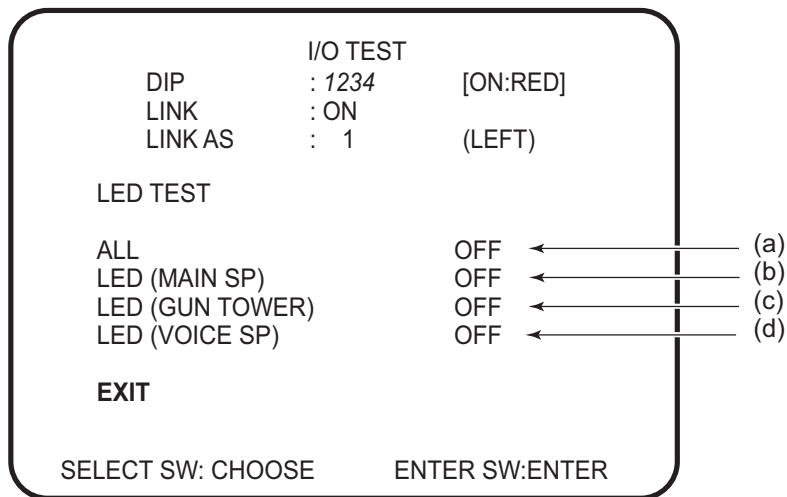 I/O TEST
DIP : 1234 [ON:RED]
LINK : ON
LINK AS : 1 (LEFT)
LED TEST
ALL OFF (a)
LED (MAIN SP) OFF (b)
LED (GUN TOWER) OFF (c)
LED (VOICE SP) OFF (d)
EXIT
SELECT SW: CHOOSE ENTER SW:ENTER